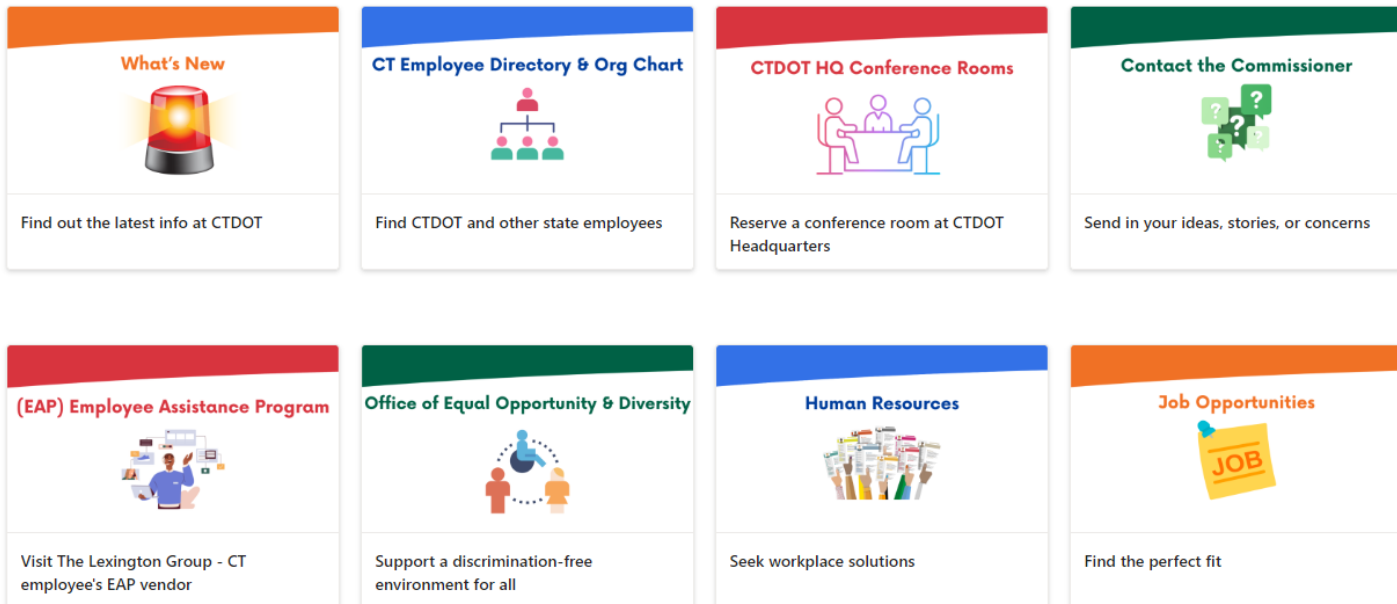 What's New
CT Employee Directory & Org Chart
CTDOT HQ Conference Rooms
Contact the Commissioner
? ? ? ? ?
Find out the latest info at CTDOT
Find CTDOT and other state employees
Reserve a conference room at CTDOT
Headquarters
Send in your ideas, stories, or concerns
(EAP) Employee Assistance Program
Office of Equal Opportunity & Diversity
Human Resources
Job Opportunities
JOB
Visit The Lexington Group - CT
employee's EAP vendor
Support a discrimination-free
environment for all
Seek workplace solutions
Find the perfect fit